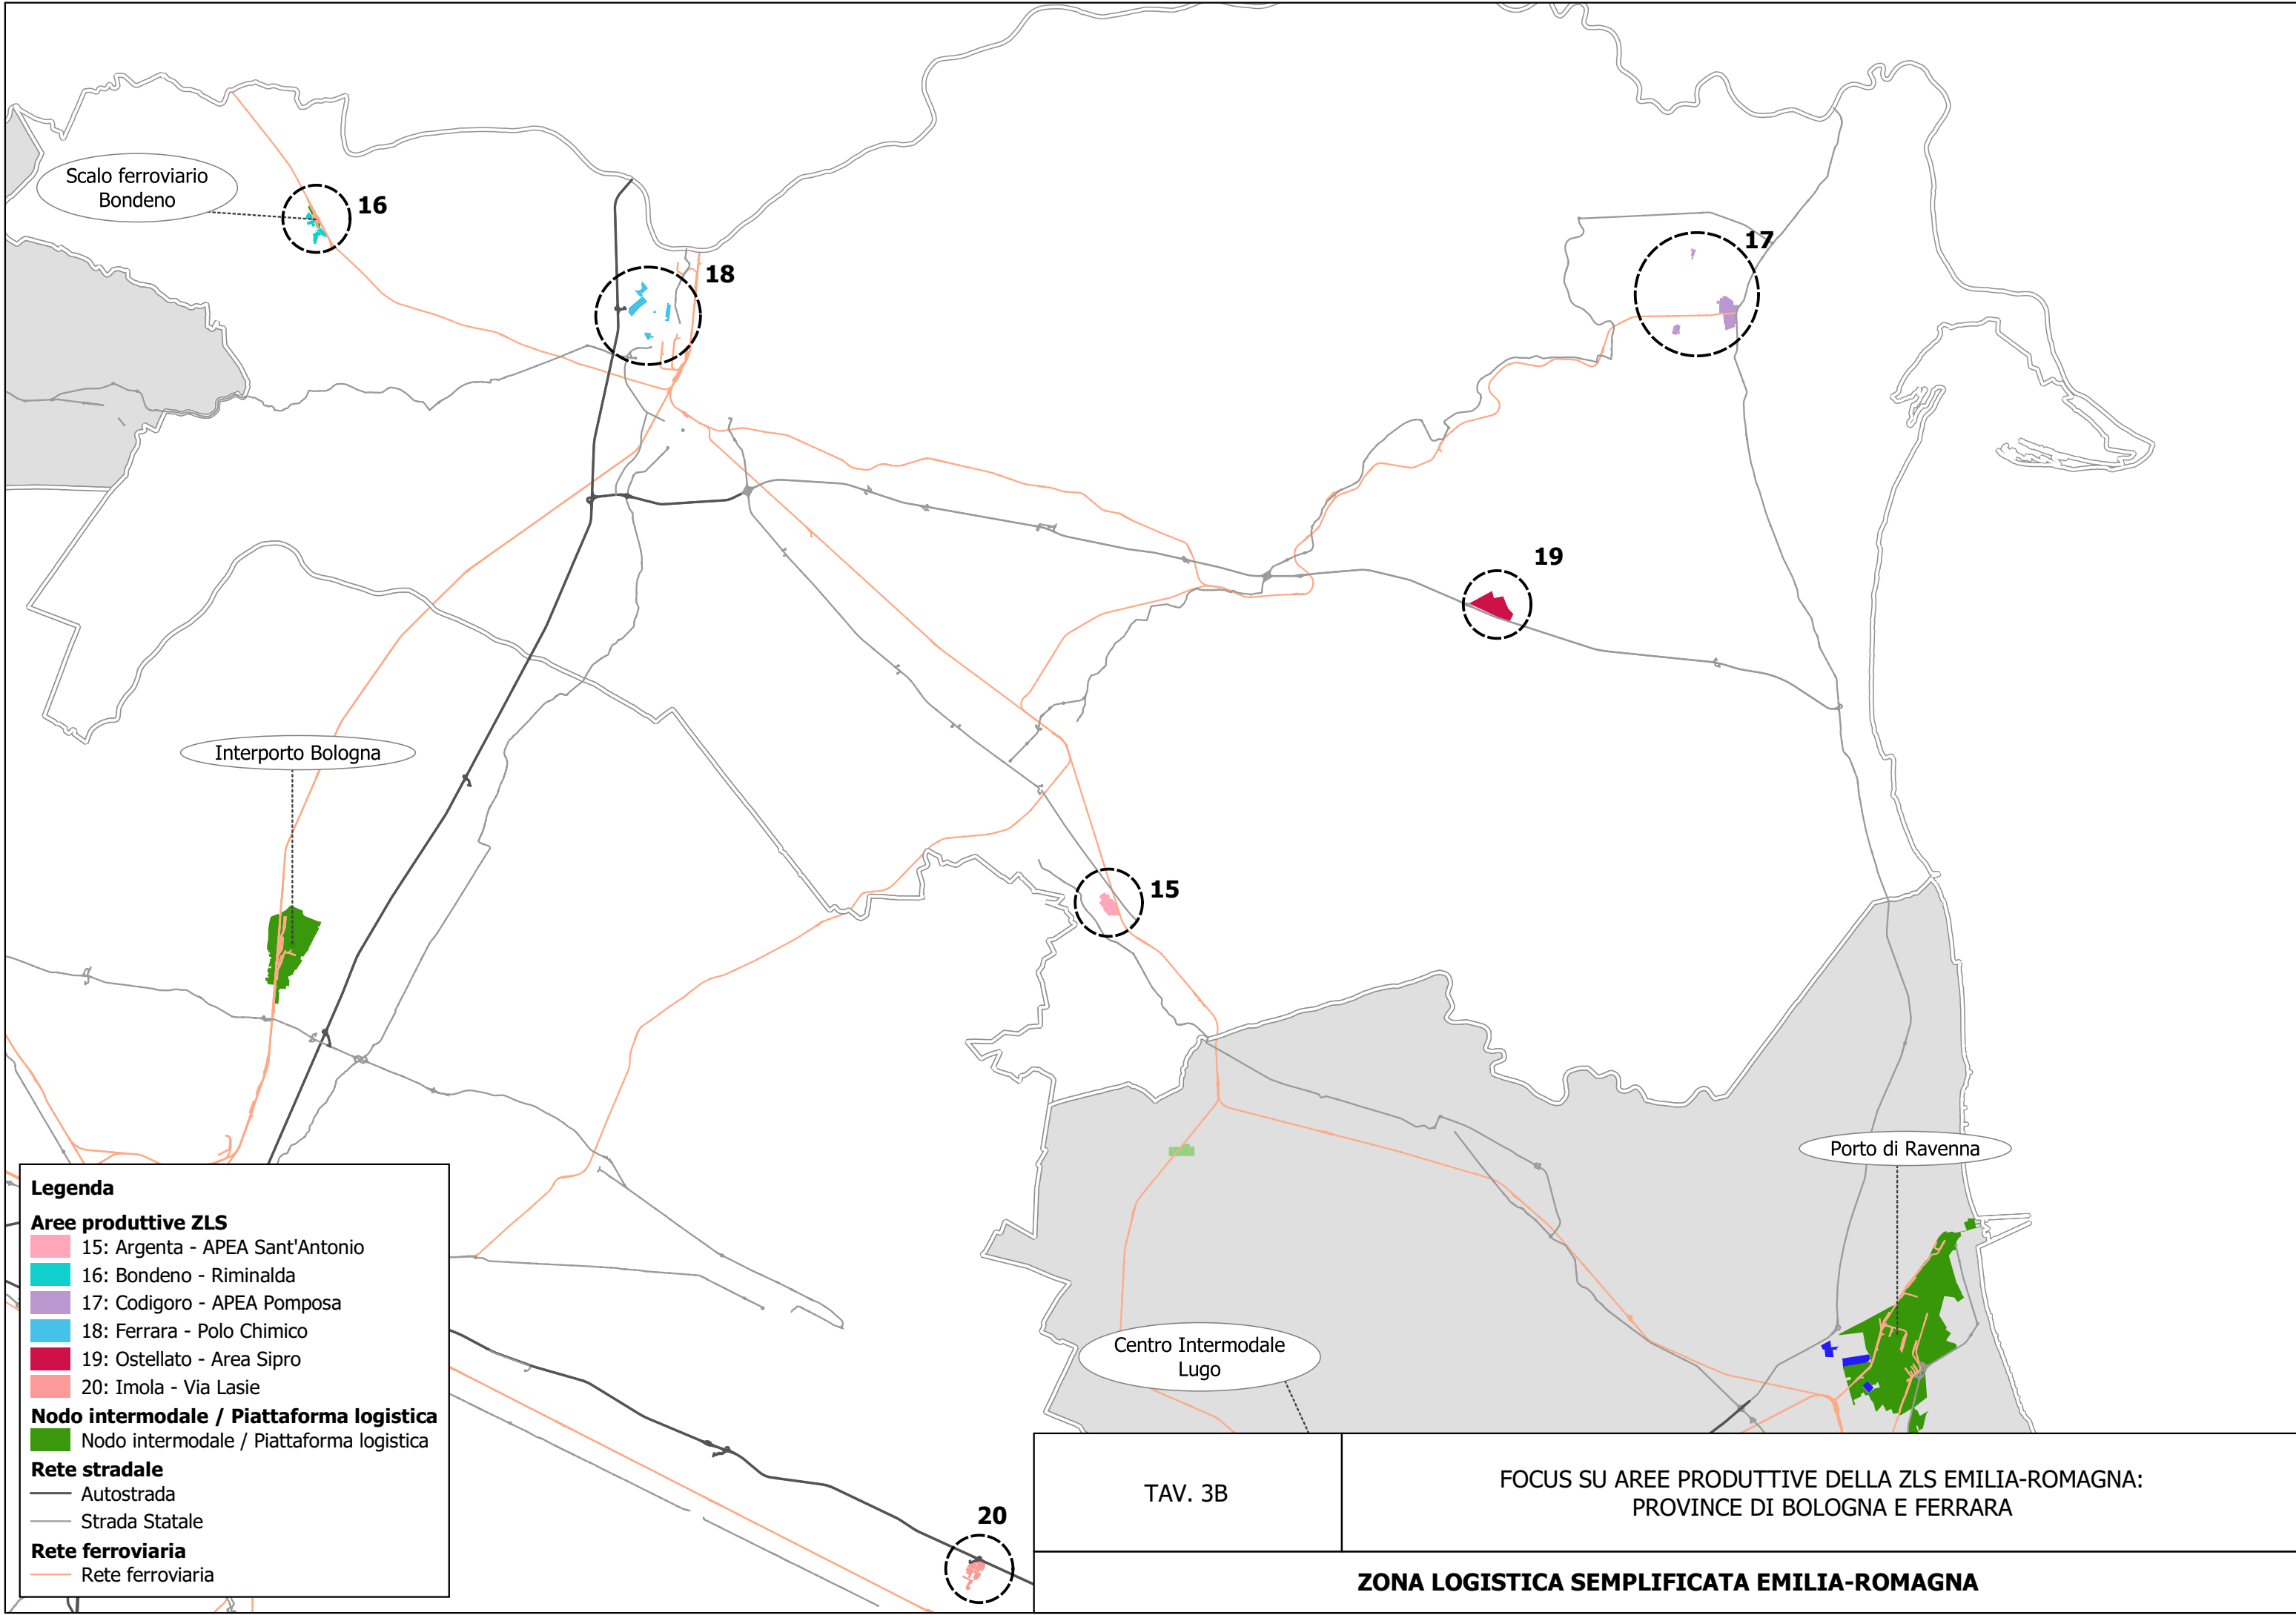 Scalo ferroviario
Bondeno
16
18
17
19
Interporto Bologna
15
Porto di Ravenna
Centro Intermodale
Lugo
20
Legenda
Aree produttive ZLS
15: Argenta - APEA Sant'Antonio
16: Bondeno - Riminalda
17: Codigoro - APEA Pomposa
18: Ferrara - Polo Chimico
19: Ostellato - Area Sipro
20: Imola - Via Lasie
Nodo intermodale / Piattaforma logistica
Nodo intermodale / Piattaforma logistica
Rete stradale
Autostrada
Strada Statale
Rete ferroviaria
Rete ferroviaria
TAV. 3B
FOCUS SU AREE PRODUTTIVE DELLA ZLS EMILIA-ROMAGNA:
PROVINCE DI BOLOGNA E FERRARA
ZONA LOGISTICA SEMPLIFICATA EMILIA-ROMAGNA